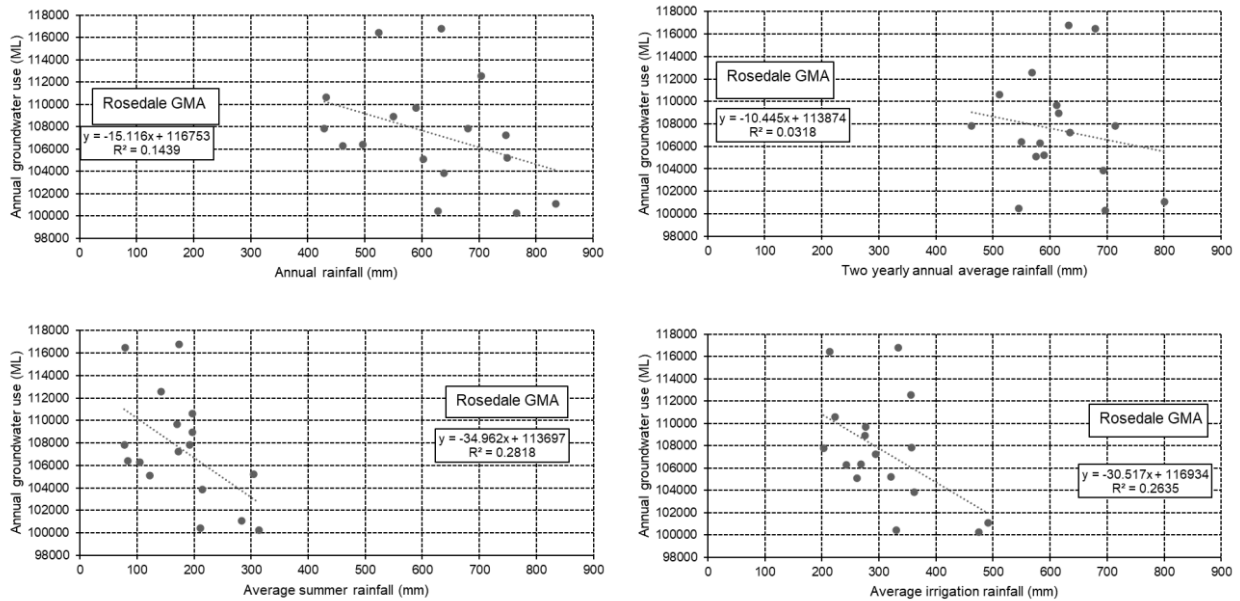 118000
116000
114000
112000
110000
108000
106000
104000
102000
100000
98000
Annual groundwater use (ML)
Rosedale GMA
y = -15.116x + 116753
R² = 0.1439
0 100 200 300 400 500 600 700 800 900
Annual rainfall (mm)
118000
116000
114000
112000
110000
108000
106000
104000
102000
100000
98000
Annual groundwater use (ML)
Rosedale GMA
y = -10.445x + 113874
R² = 0.0318
0 100 200 300 400 500 600 700 800 900
Two yearly annual average rainfall (mm)
118000
116000
114000
112000
110000
108000
106000
104000
102000
100000
98000
Annual groundwater use (ML)
Rosedale GMA
y = -34.962x + 113697
R² = 0.2818
0 100 200 300 400 500 600 700 800 900
Average summer rainfall (mm)
118000
116000
114000
112000
110000
108000
106000
104000
102000
100000
98000
Annual groundwater use (ML)
Rosedale GMA
y = -30.517x + 116934
R² = 0.2635
0 100 200 300 400 500 600 700 800 900
Average irrigation rainfall (mm)